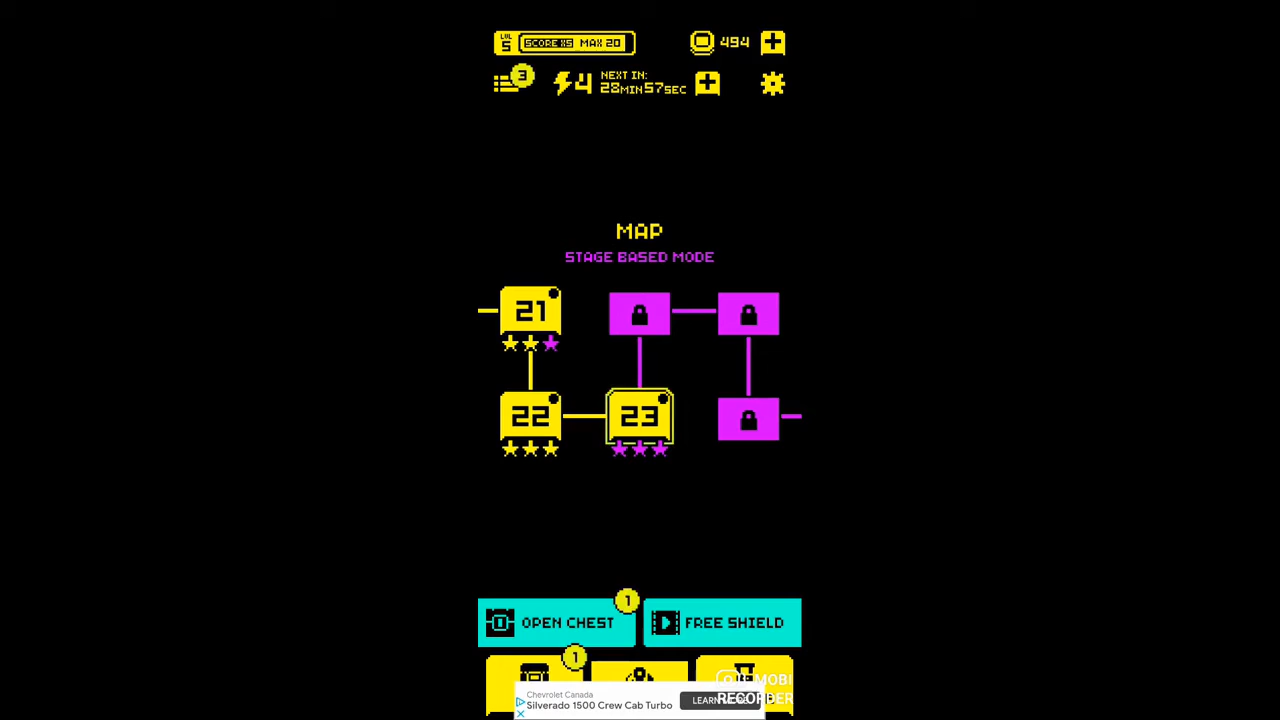 LVL 5 SCORE X5 MAX 20 494
3 4 NEXT IN:
28MIN57SEC
MAP
STAGE BASED MODE
21
22 23
1
OPEN CHEST FREE SHIELD
1
MOBI
RECORDER
Chevrolet Canada
Silverado 1500 Crew Cab Turbo